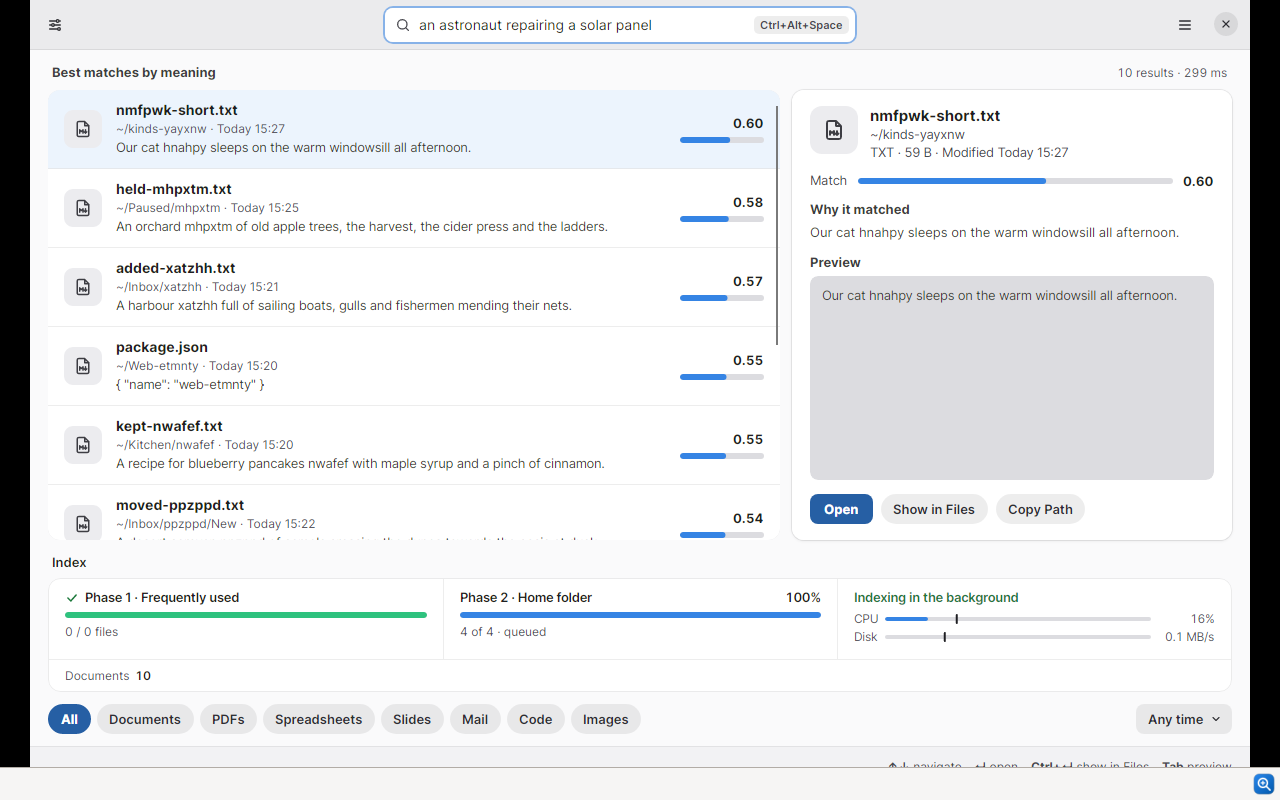 an astronaut repairing a solar panel
Ctrl+Alt+Space
Best matches by meaning
10 results · 299 ms
nmfpwk-short.txt
~/kinds-yayxnw · Today 15:27
Our cat hnahpy sleeps on the warm windowsill all afternoon.
0.60
held-mhpxtm.txt
~/Paused/mhpxtm · Today 15:25
An orchard mhpxtm of old apple trees, the harvest, the cider press and the ladders.
0.58
added-xatzhh.txt
~/Inbox/xatzhh · Today 15:21
A harbour xatzhh full of sailing boats, gulls and fishermen mending their nets.
0.57
package.json
~/Web-etmnty · Today 15:20
{ "name": "web-etmnty" }
0.55
kept-nwafef.txt
~/Kitchen/nwafef · Today 15:20
A recipe for blueberry pancakes nwafef with maple syrup and a pinch of cinnamon.
0.55
moved-ppzppd.txt
~/Inbox/ppzppd/New · Today 15:22
0.54
nmfpwk-short.txt
~/kinds-yayxnw
TXT · 59 B · Modified Today 15:27
Match
0.60
Why it matched
Our cat hnahpy sleeps on the warm windowsill all afternoon.
Preview
Our cat hnahpy sleeps on the warm windowsill all afternoon.
Open
Show in Files
Copy Path
Index
Phase 1 · Frequently used
0 / 0 files
Phase 2 · Home folder
100%
4 of 4 · queued
Indexing in the background
CPU
16%
Disk
0.1 MB/s
Documents 10
All
Documents
PDFs
Spreadsheets
Slides
Mail
Code
Images
Any time
navigate
open
Ctrl+↵ show in Files
Tab preview